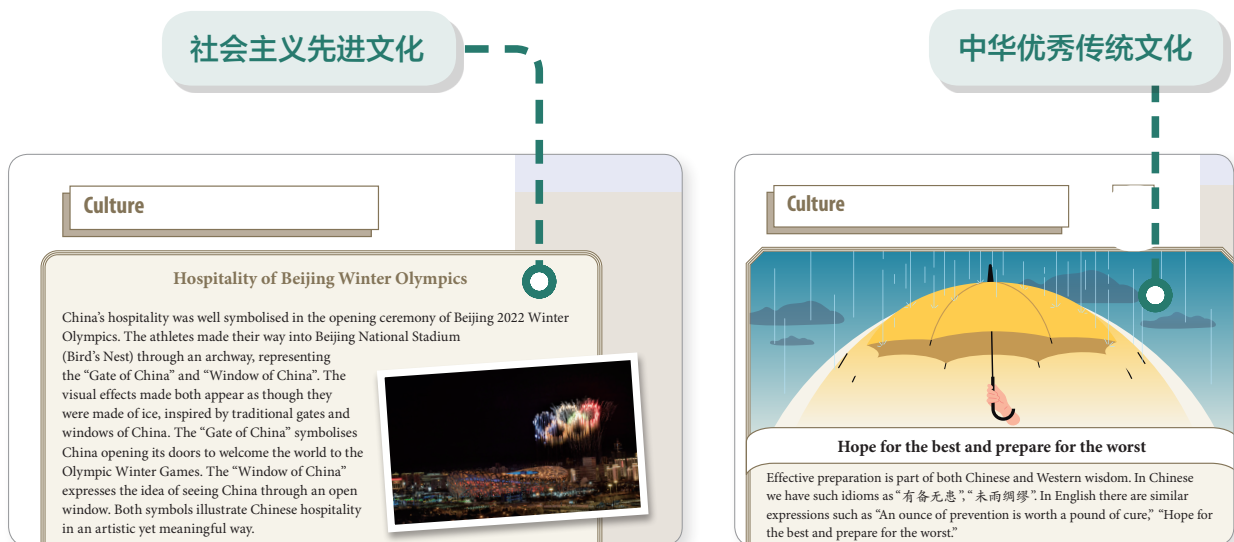 社会主义先进文化
中华优秀传统文化
Culture
Hospitality of Beijing Winter Olympics
China’s hospitality was well symbolised in the opening ceremony of Beijing 2022 Winter
Olympics. The athletes made their way into Beijing National Stadium
(Bird’s Nest) through an archway, representing
the “Gate of China” and “Window of China”. The
visual effects made both appear as though they
were made of ice, inspired by traditional gates and
windows of China. The “Gate of China” symbolises
China opening its doors to welcome the world to the
Olympic Winter Games. The “Window of China”
expresses the idea of seeing China through an open
window. Both symbols illustrate Chinese hospitality
in an artistic yet meaningful way.
Culture
Hope for the best and prepare for the worst
Effective preparation is part of both Chinese and Western wisdom. In Chinese
we have such idioms as “有备无患”, “未雨绸缪”. In English there are similar
expressions such as “An ounce of prevention is worth a pound of cure,” “Hope for
the best and prepare for the worst.”